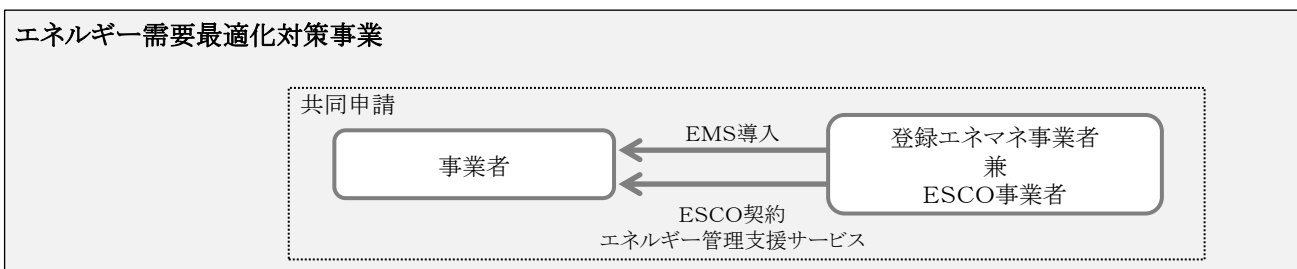 エネルギー需要最適化対策事業
共同申請
事業者
EMS導入
登録エネマネ事業者
兼
ESCO事業者
ESCO契約
エネルギー管理支援サービス